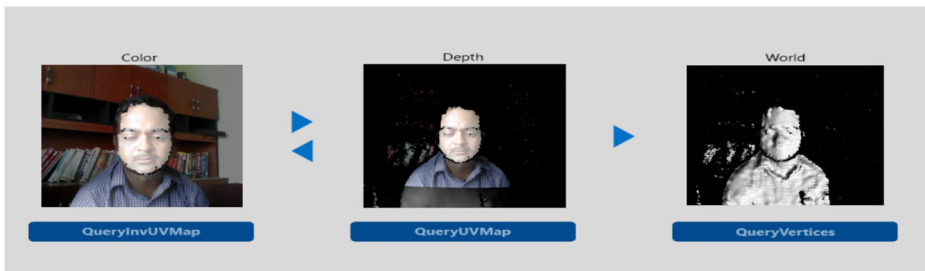 Color
Depth
World
QueryInvUVMap
QueryUVMap
QueryVertices